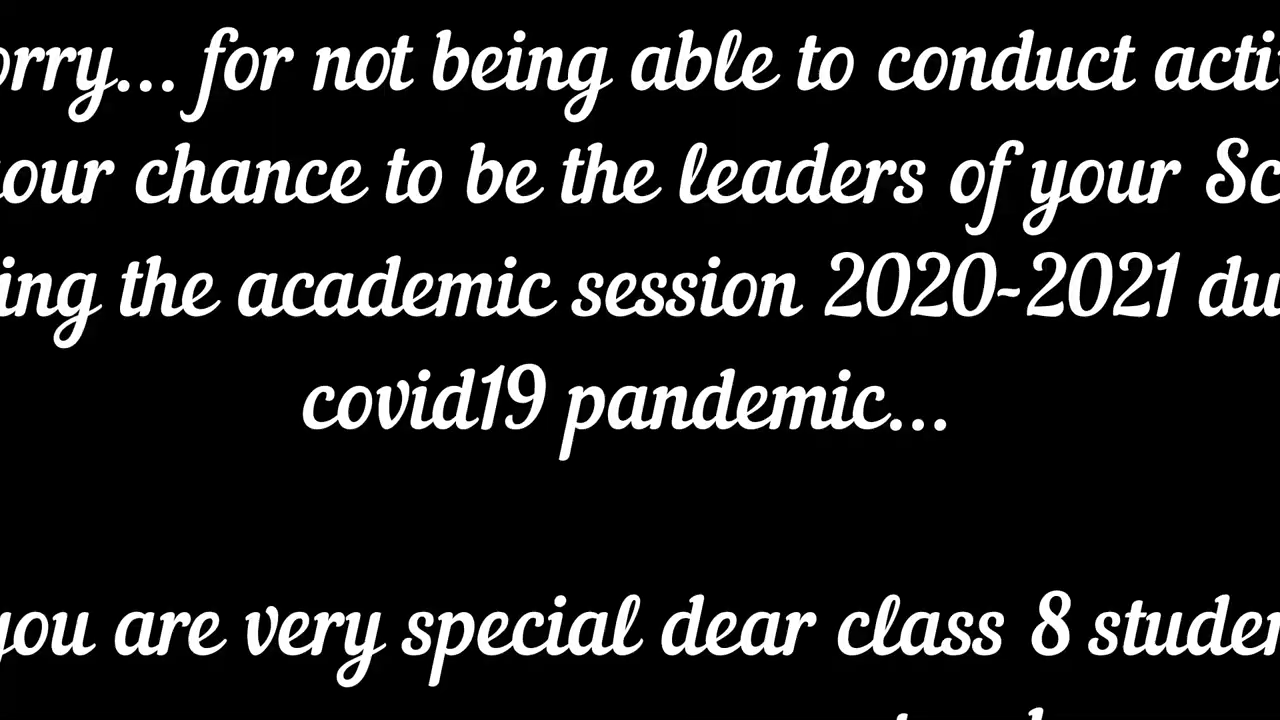 orry... for not being able to conduct acti
our chance to be the leaders of your Sc
ing the academic session 2020-2021 du
covid19 pandemic...
you are very special dear class 8 studen